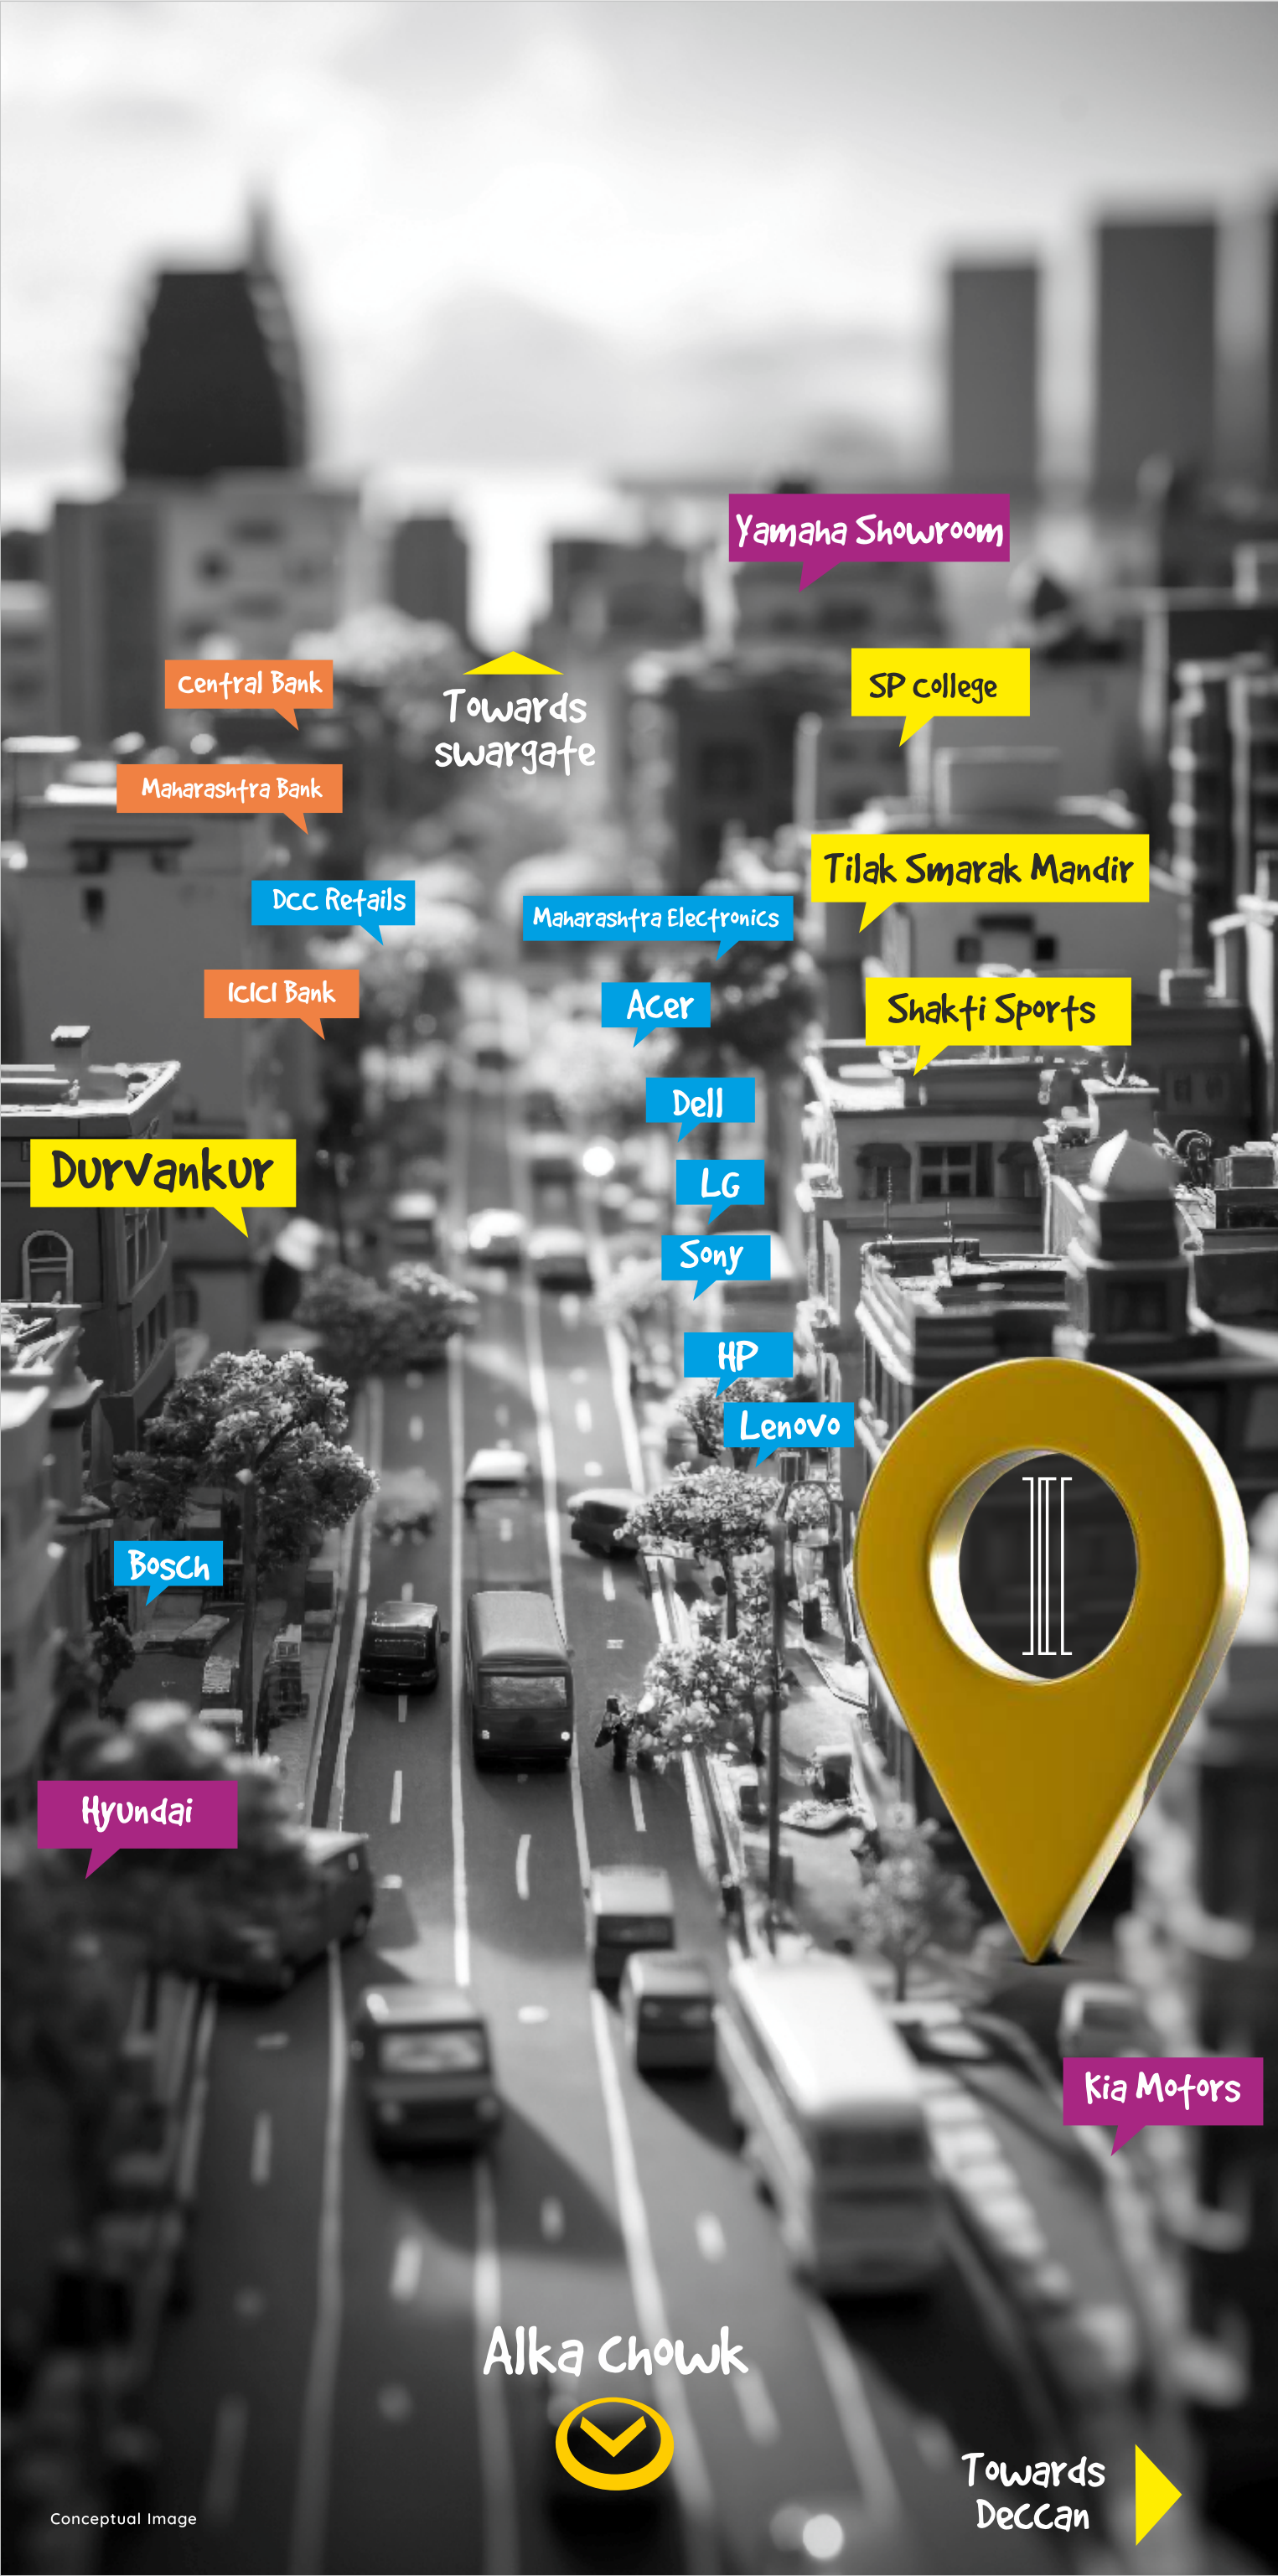 Yamaha Showroom
Central Bank
SP College
Towards
swargate
Maharashtra Bank
Tilak Smarak Mandir
DCC Retails
Maharashtra Electronics
ICICI Bank
Acer
Shakti Sports
Dell
Durvankur
LG
Sony
HP
Lenovo
Bosch
Hyundai
Kia Motors
Alka Chowk
Towards
Deccan
Conceptual Image